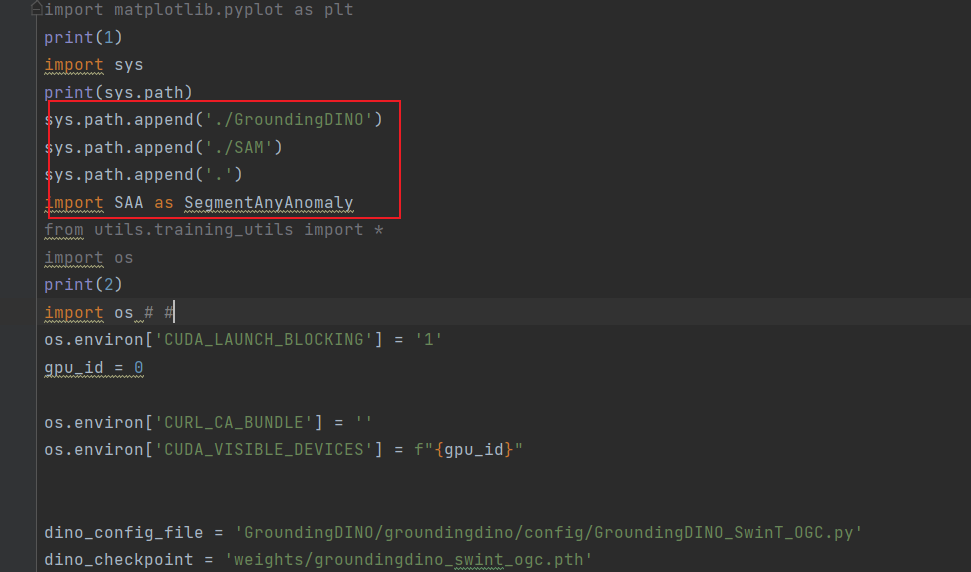 import matplotlib.pyplot as plt
print(1)
import sys
print(sys.path)
sys.path.append('./GroundingDINO')
sys.path.append('./SAM')
sys.path.append('.')
import SAA as SegmentAnyAnomaly
from utils.training_utils import *
import os
print(2)
import os # #
os.environ['CUDA_LAUNCH_BLOCKING'] = '1'
gpu_id = 0
os.environ['CURL_CA_BUNDLE'] = ''
os.environ['CUDA_VISIBLE_DEVICES'] = f"{gpu_id}"
dino_config_file = 'GroundingDINO/groundingdino/config/GroundingDINO_SwinT_OGC.py'
dino_checkpoint = 'weights/groundingdino_swint_ogc.pth'